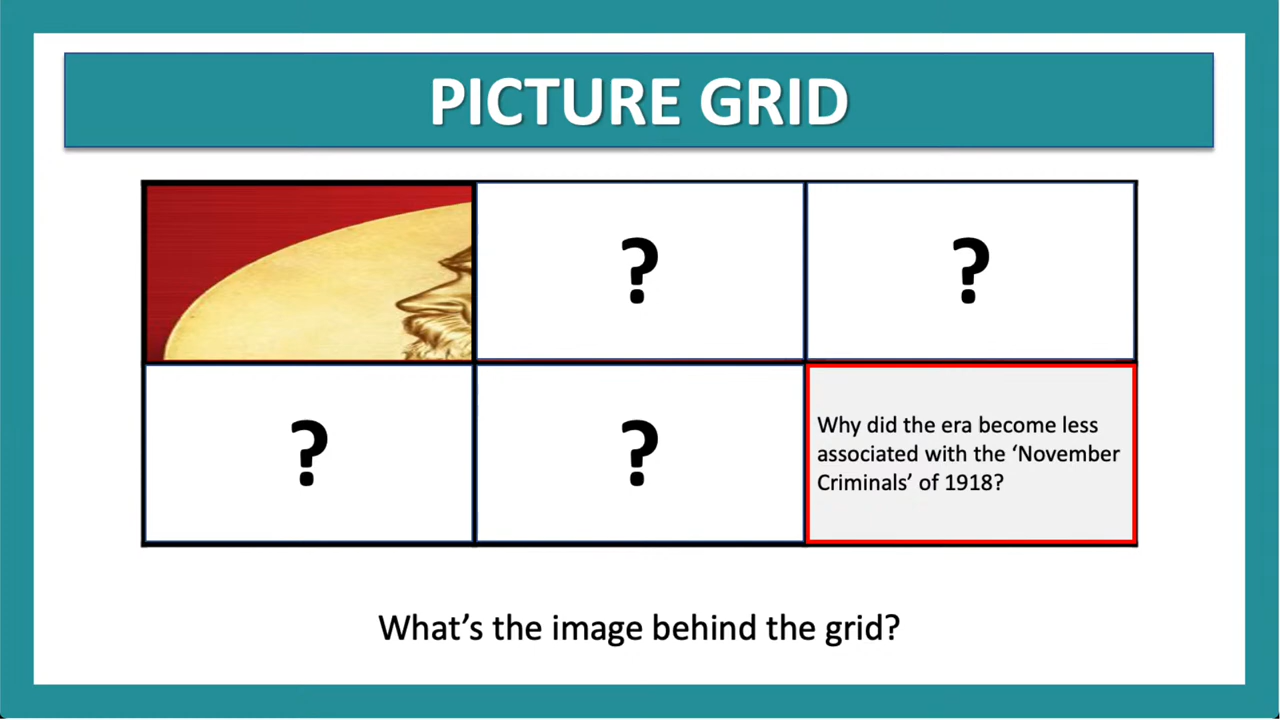 PICTURE GRID
?
?
?
?
Why did the era become less
associated with the ‘November
Criminals’ of 1918?
What’s the image behind the grid?